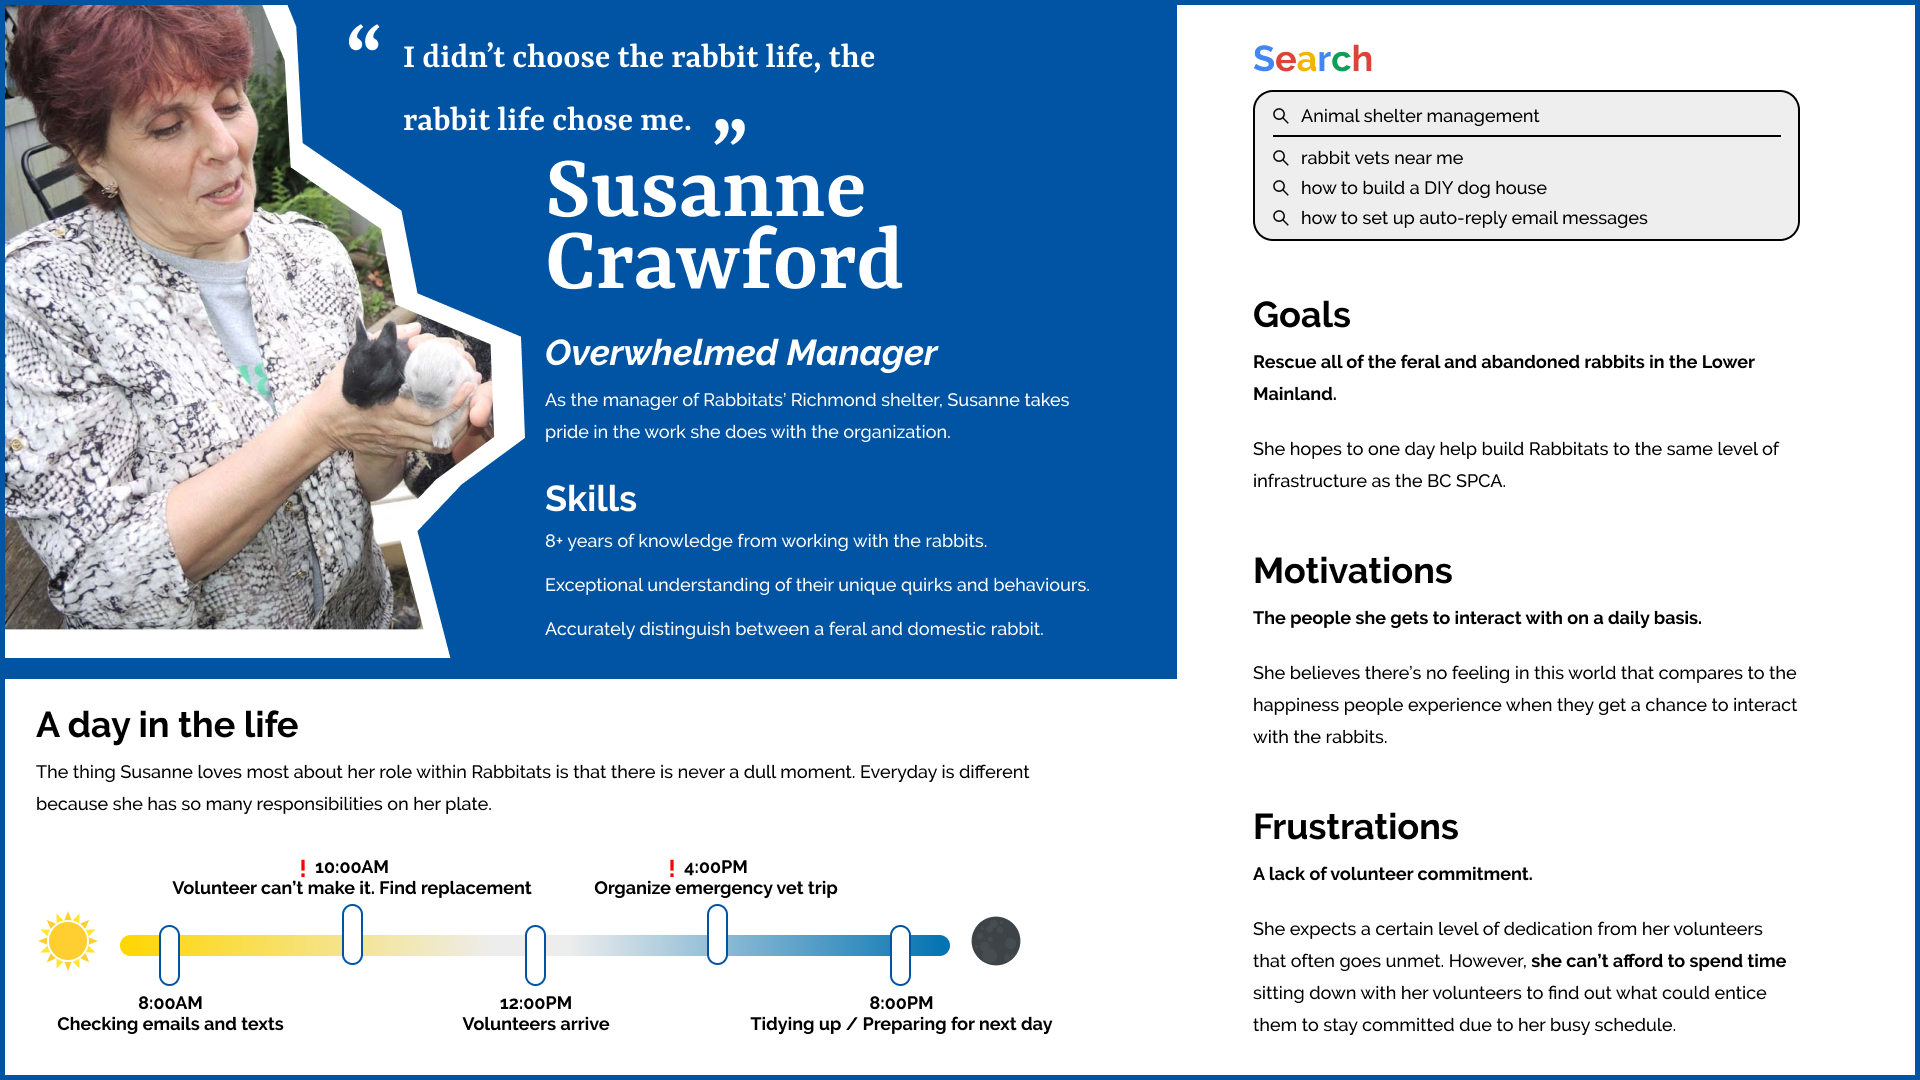 “ I didn’t choose the rabbit life, the
rabbit life chose me. ”
Susanne
Crawford
Overwhelmed Manager
As the manager of Rabbitats’ Richmond shelter, Susanne takes
pride in the work she does with the organization.
Skills
8+ years of knowledge from working with the rabbits.
Exceptional understanding of their unique quirks and behaviours.
Accurately distinguish between a feral and domestic rabbit.
A day in the life
The thing Susanne loves most about her role within Rabbitats is that there is never a dull moment. Everyday is different
because she has so many responsibilities on her plate.
! 10:00AM
Volunteer can’t make it. Find replacement
! 4:00PM
Organize emergency vet trip
8:00AM
Checking emails and texts
12:00PM
Volunteers arrive
8:00PM
Tidying up / Preparing for next day
Search
Animal shelter management
rabbit vets near me
how to build a DIY dog house
how to set up auto-reply email messages
Goals
Rescue all of the feral and abandoned rabbits in the Lower
Mainland.
She hopes to one day help build Rabbitats to the same level of
infrastructure as the BC SPCA.
Motivations
The people she gets to interact with on a daily basis.
She believes there’s no feeling in this world that compares to the
happiness people experience when they get a chance to interact
with the rabbits.
Frustrations
A lack of volunteer commitment.
She expects a certain level of dedication from her volunteers
that often goes unmet. However, she can’t afford to spend time
sitting down with her volunteers to find out what could entice
them to stay committed due to her busy schedule.